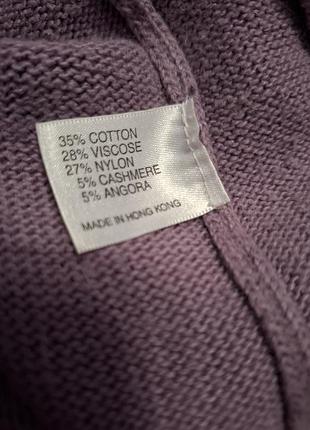 35% COTTON
28% VISCOSE
27% NYLON
5% CASHMERE
5% ANGORA
MADE IN HONG KONG